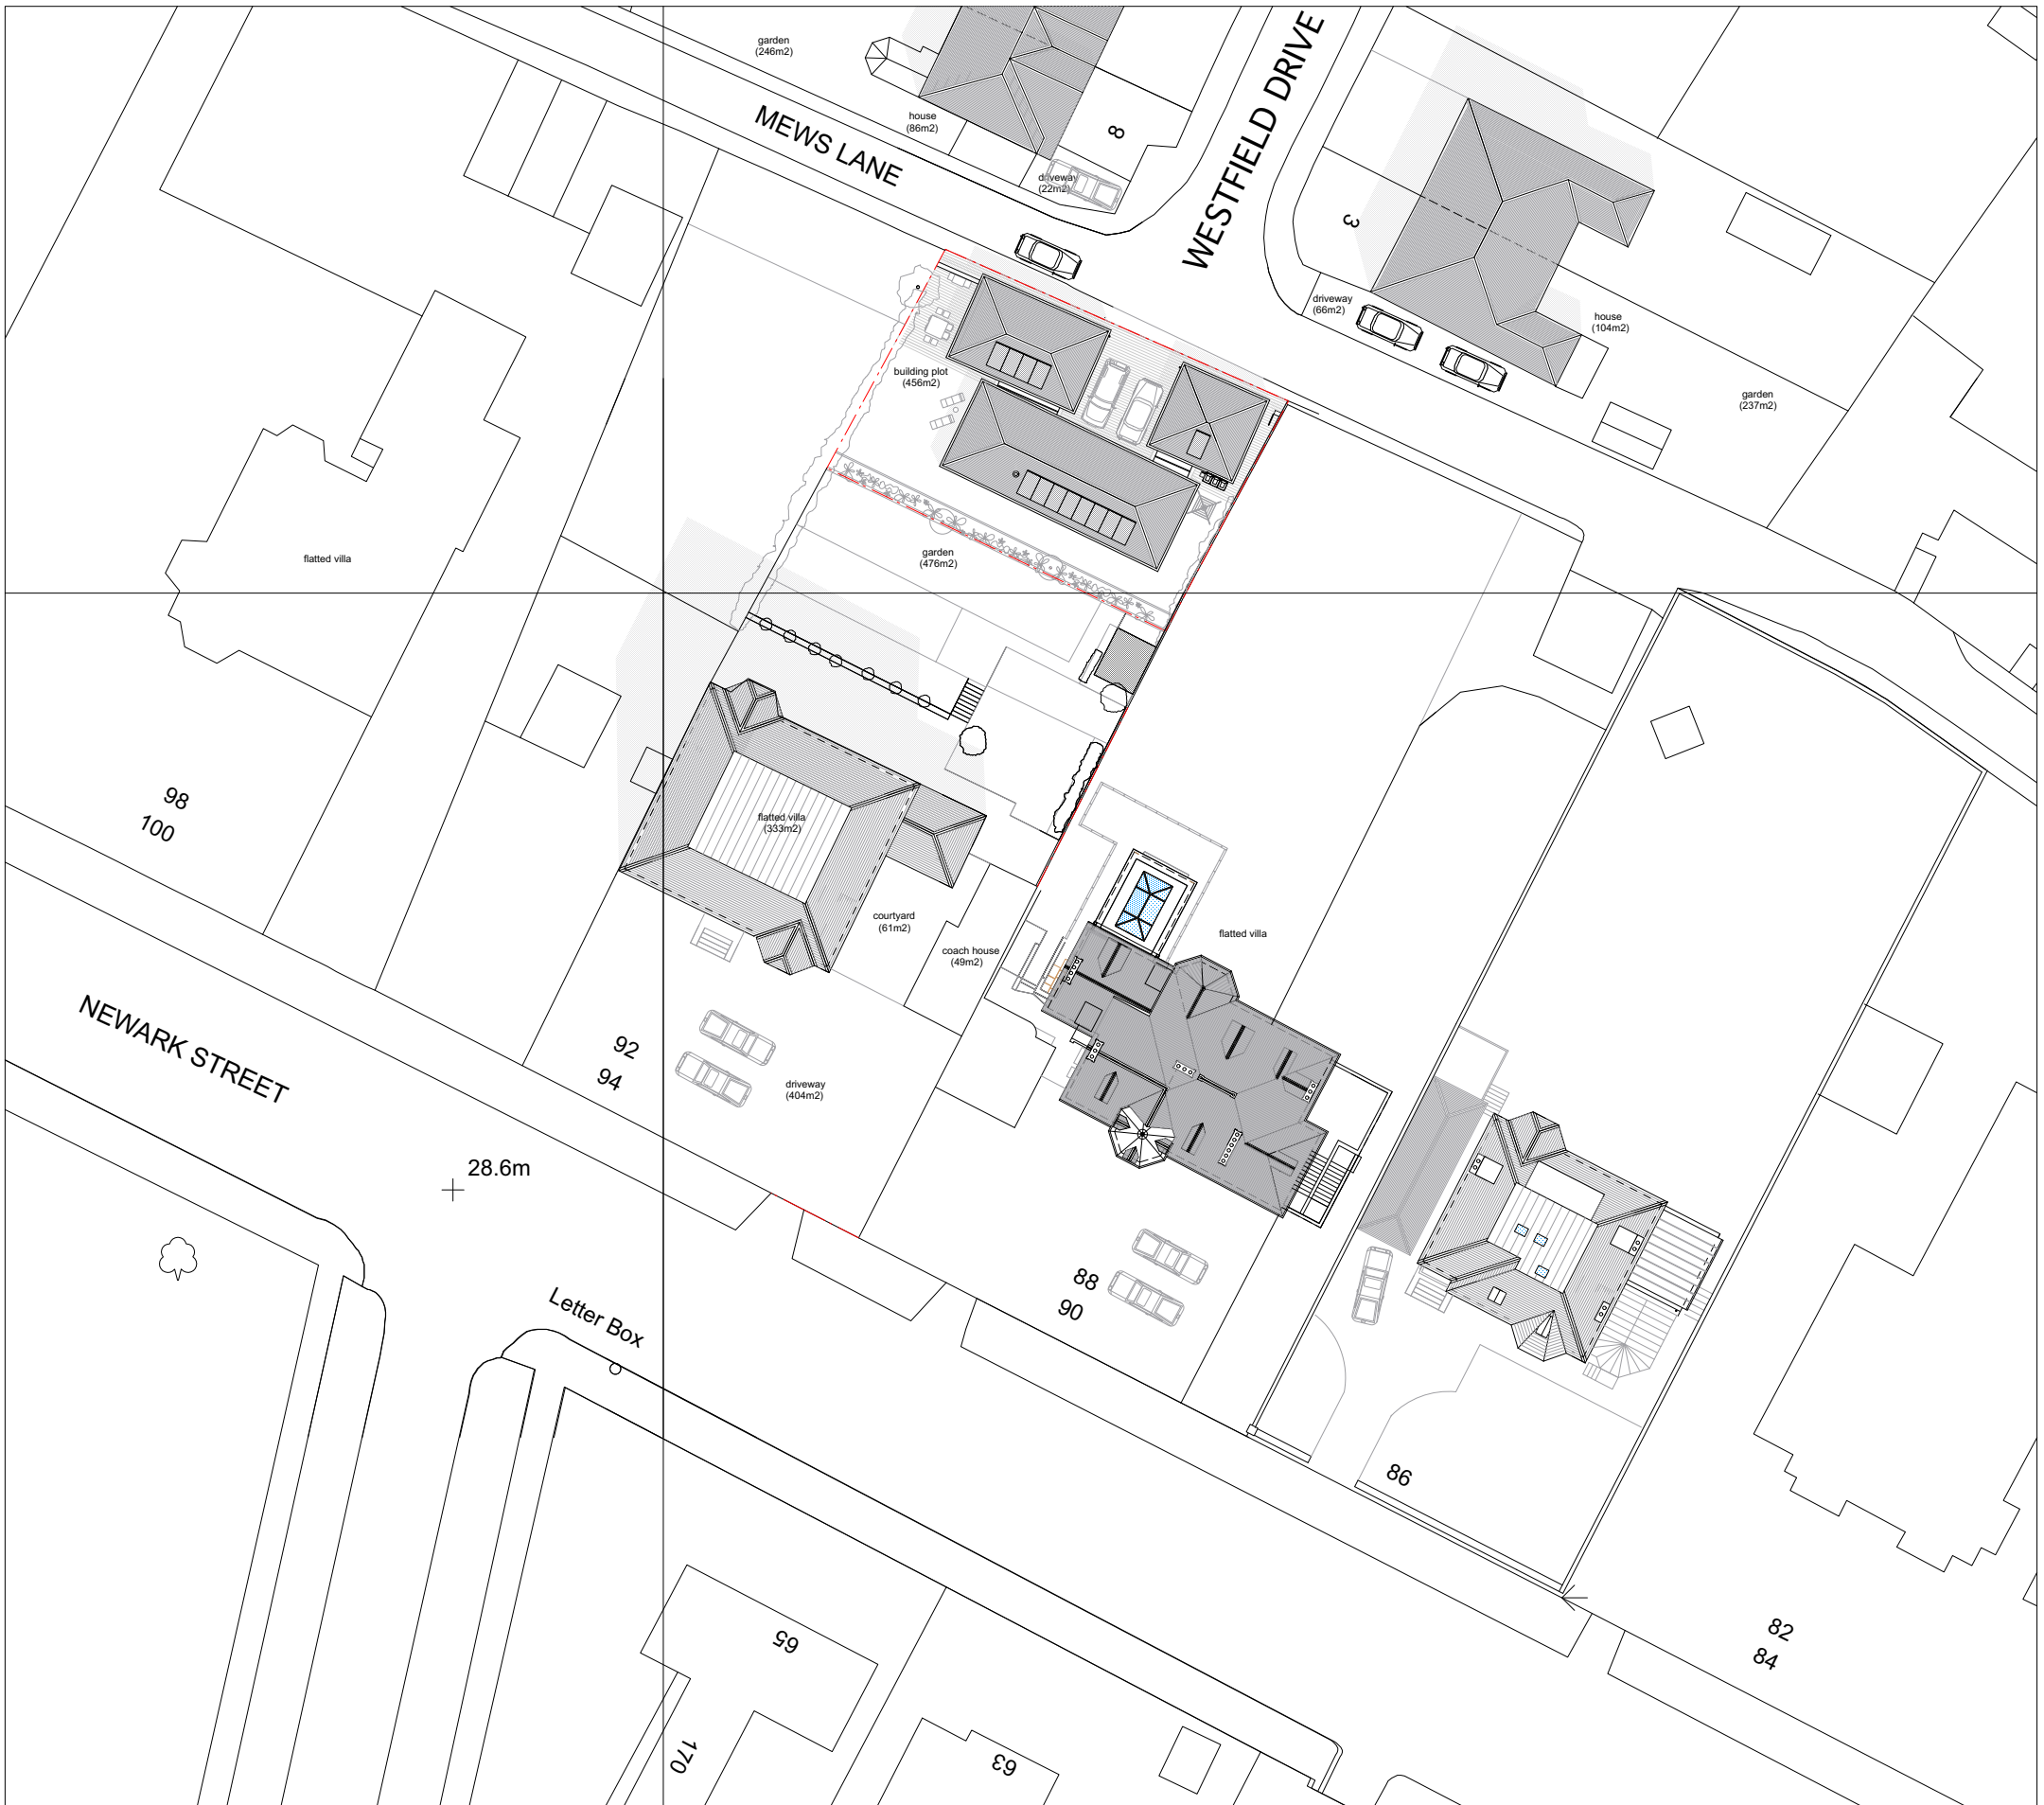 garden
(246m2)
WESTFIELD DRIVE
MEWS LANE
house
(86m2)
8
driveway
(22m2)
3
driveway
(66m2)
house
(104m2)
building plot
(456m2)
garden
(237m2)
flatted villa
garden
(476m2)
98
100
flatted villa
(333m2)
courtyard
(61m2)
coach house
(49m2)
flatted villa
NEWARK STREET
92
94
driveway
(404m2)
28.6m
88
90
Letter Box
86
65
82
84
170
63